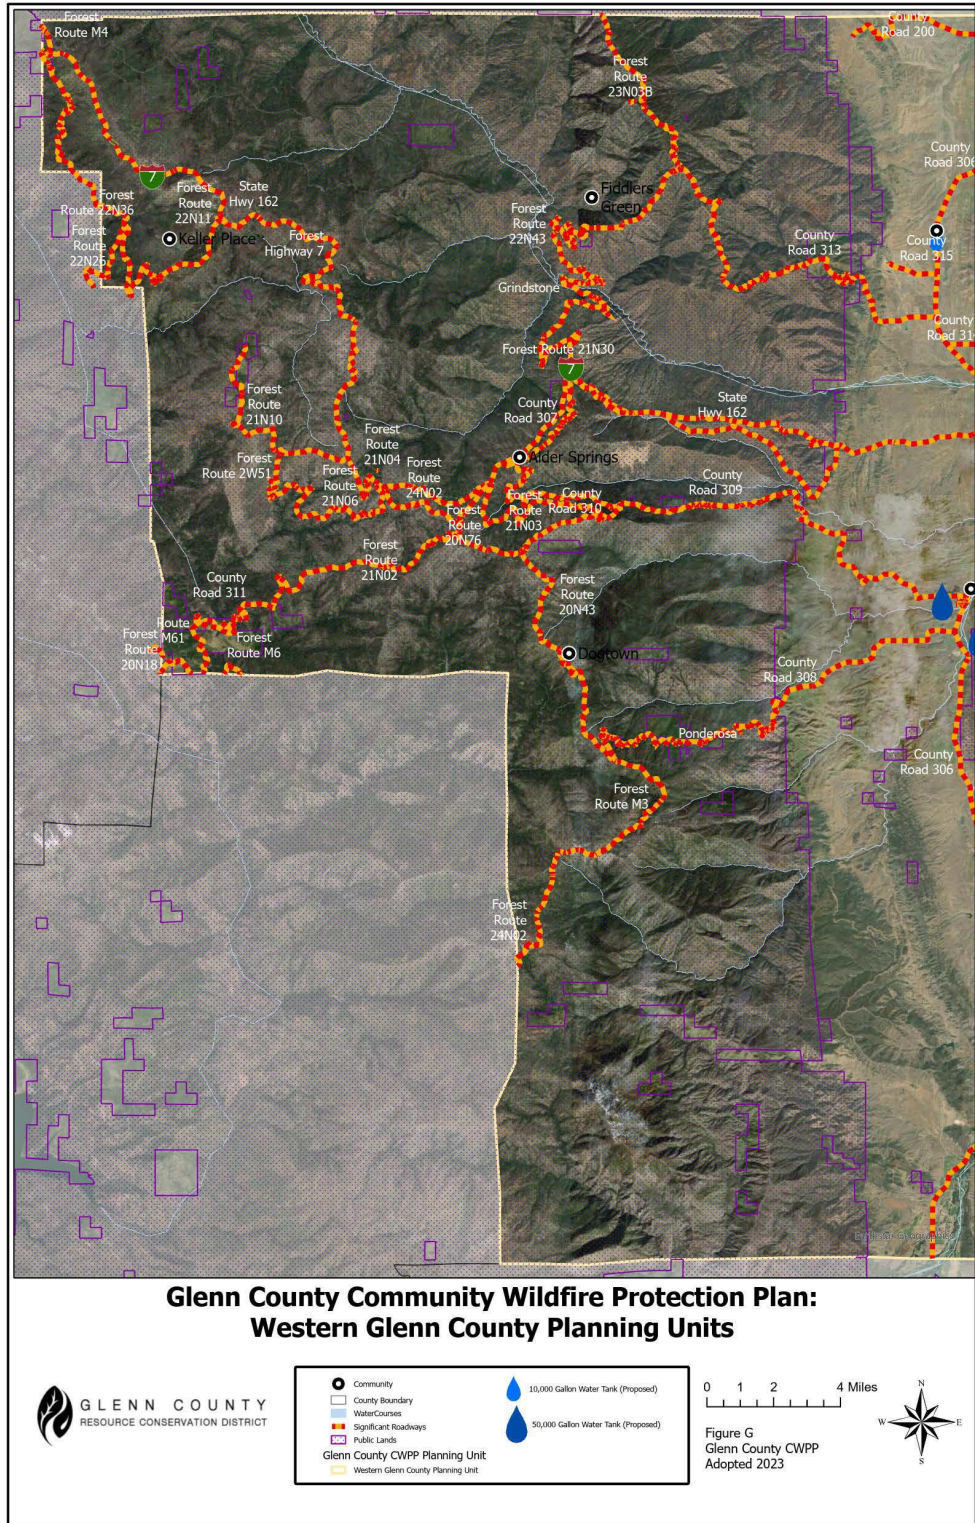 Forest
Route M4
County
Road 200
Forest
Route
23N03B
County
Road 306
7
Forest
Route 22N36
Forest
Route
22N11
State
Hwy 162
Fiddlers
Green
Forest
Route
22N25
Keller Place
Forest
Highway 7
Forest
Route
22N43
County
Road 313
County
Road 315
Grindstone
County
Road 314
Forest Route 21N30
7
Forest
Route
21N10
County
Road 307
State
Hwy 162
Forest
Route 2W51
Forest
Route
21N04
Forest
Route
21N06
Forest
Route
24N02
Alder Springs
County
Road 309
Forest
Route
20N76
Forest
Route
21N03
County
Road 310
Forest
Route
21N02
County
Road 311
Forest
Route
20N43
Route
M61
Forest
Route
20N18
Forest
Route M6
Dogtown
County
Road 308
Ponderosa
County
Road 306
Forest
Route M3
Forest
Route
24N02
Glenn County Community Wildfire Protection Plan:
Western Glenn County Planning Units
GLENN COUNTY
RESOURCE CONSERVATION DISTRICT
Community
County Boundary
WaterCourses
Significant Roadways
Public Lands
Glenn County CWPP Planning Unit
Western Glenn County Planning Unit
10,000 Gallon Water Tank (Proposed)
50,000 Gallon Water Tank (Proposed)
0 1 2 4 Miles
Figure G
Glenn County CWPP
Adopted 2023
N
W E
S